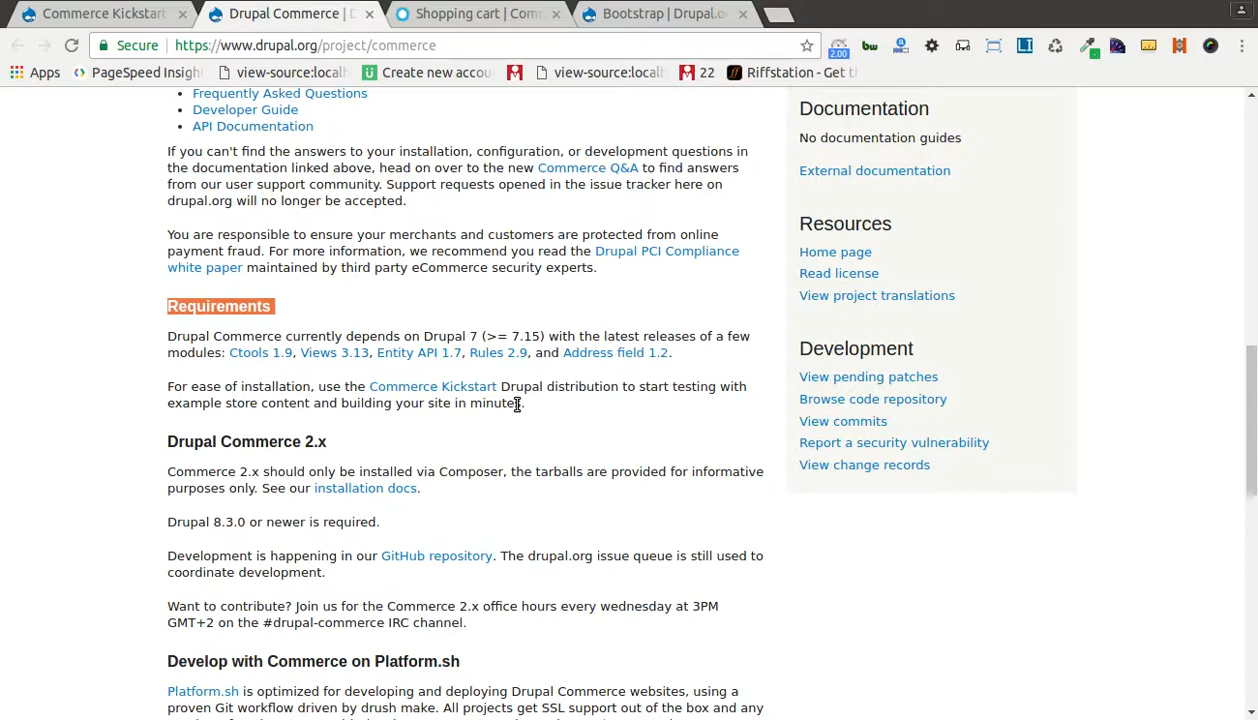 Commerce Kickstart
Drupal Commerce | D
Shopping cart | Com
Bootstrap | Drupal.o
Secure
https://www.drupal.org/project/commerce
2.00
bw
Apps
PageSpeed Insigh
view-source:local
Create new accou
view-source:local
22
Riffstation - Get t
Frequently Asked Questions
Developer Guide
API Documentation
If you can't find the answers to your installation, configuration, or development questions in
the documentation linked above, head on over to the new Commerce Q&A to find answers
from our user support community. Support requests opened in the issue tracker here on
drupal.org will no longer be accepted.
You are responsible to ensure your merchants and customers are protected from online
payment fraud. For more information, we recommend you read the Drupal PCI Compliance
white paper maintained by third party eCommerce security experts.
Requirements
Drupal Commerce currently depends on Drupal 7 (>= 7.15) with the latest releases of a few
modules: Ctools 1.9, Views 3.13, Entity API 1.7, Rules 2.9, and Address field 1.2.
For ease of installation, use the Commerce Kickstart Drupal distribution to start testing with
example store content and building your site in minutes.
Drupal Commerce 2.x
Commerce 2.x should only be installed via Composer, the tarballs are provided for informative
purposes only. See our installation docs.
Drupal 8.3.0 or newer is required.
Development is happening in our GitHub repository. The drupal.org issue queue is still used to
coordinate development.
Want to contribute? Join us for the Commerce 2.x office hours every wednesday at 3PM
GMT+2 on the #drupal-commerce IRC channel.
Develop with Commerce on Platform.sh
Platform.sh is optimized for developing and deploying Drupal Commerce websites, using a
proven Git workflow driven by drush make. All projects get SSL support out of the box and any
Documentation
No documentation guides
External documentation
Resources
Home page
Read license
View project translations
Development
View pending patches
Browse code repository
View commits
Report a security vulnerability
View change records